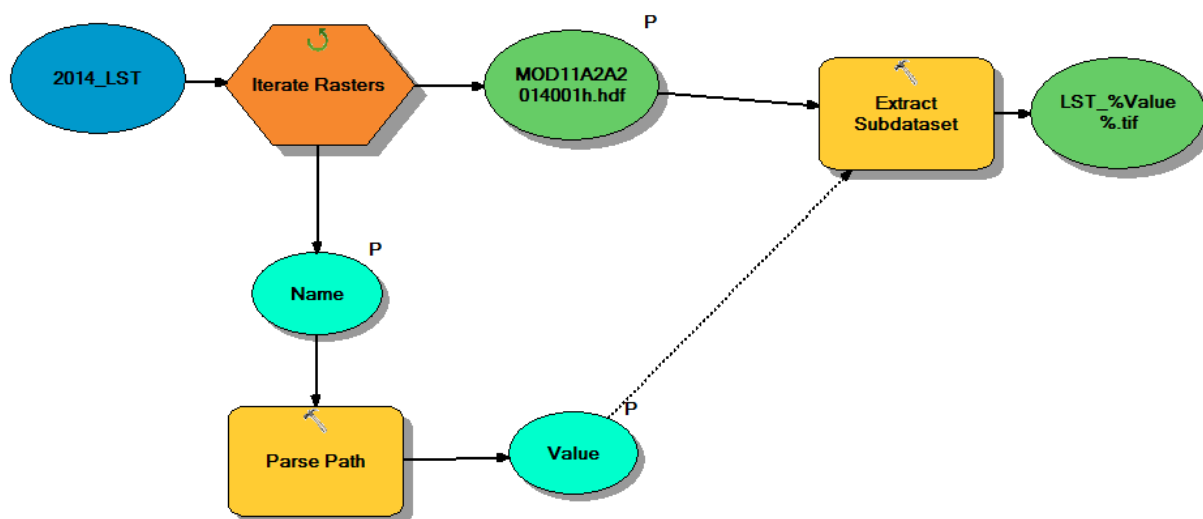 P
2014_LST
Iterate Rasters
MOD11A2A2
014001h.hdf
Extract
Subdataset
LST_%Value
%.tif
P
Name
P
Parse Path
Value